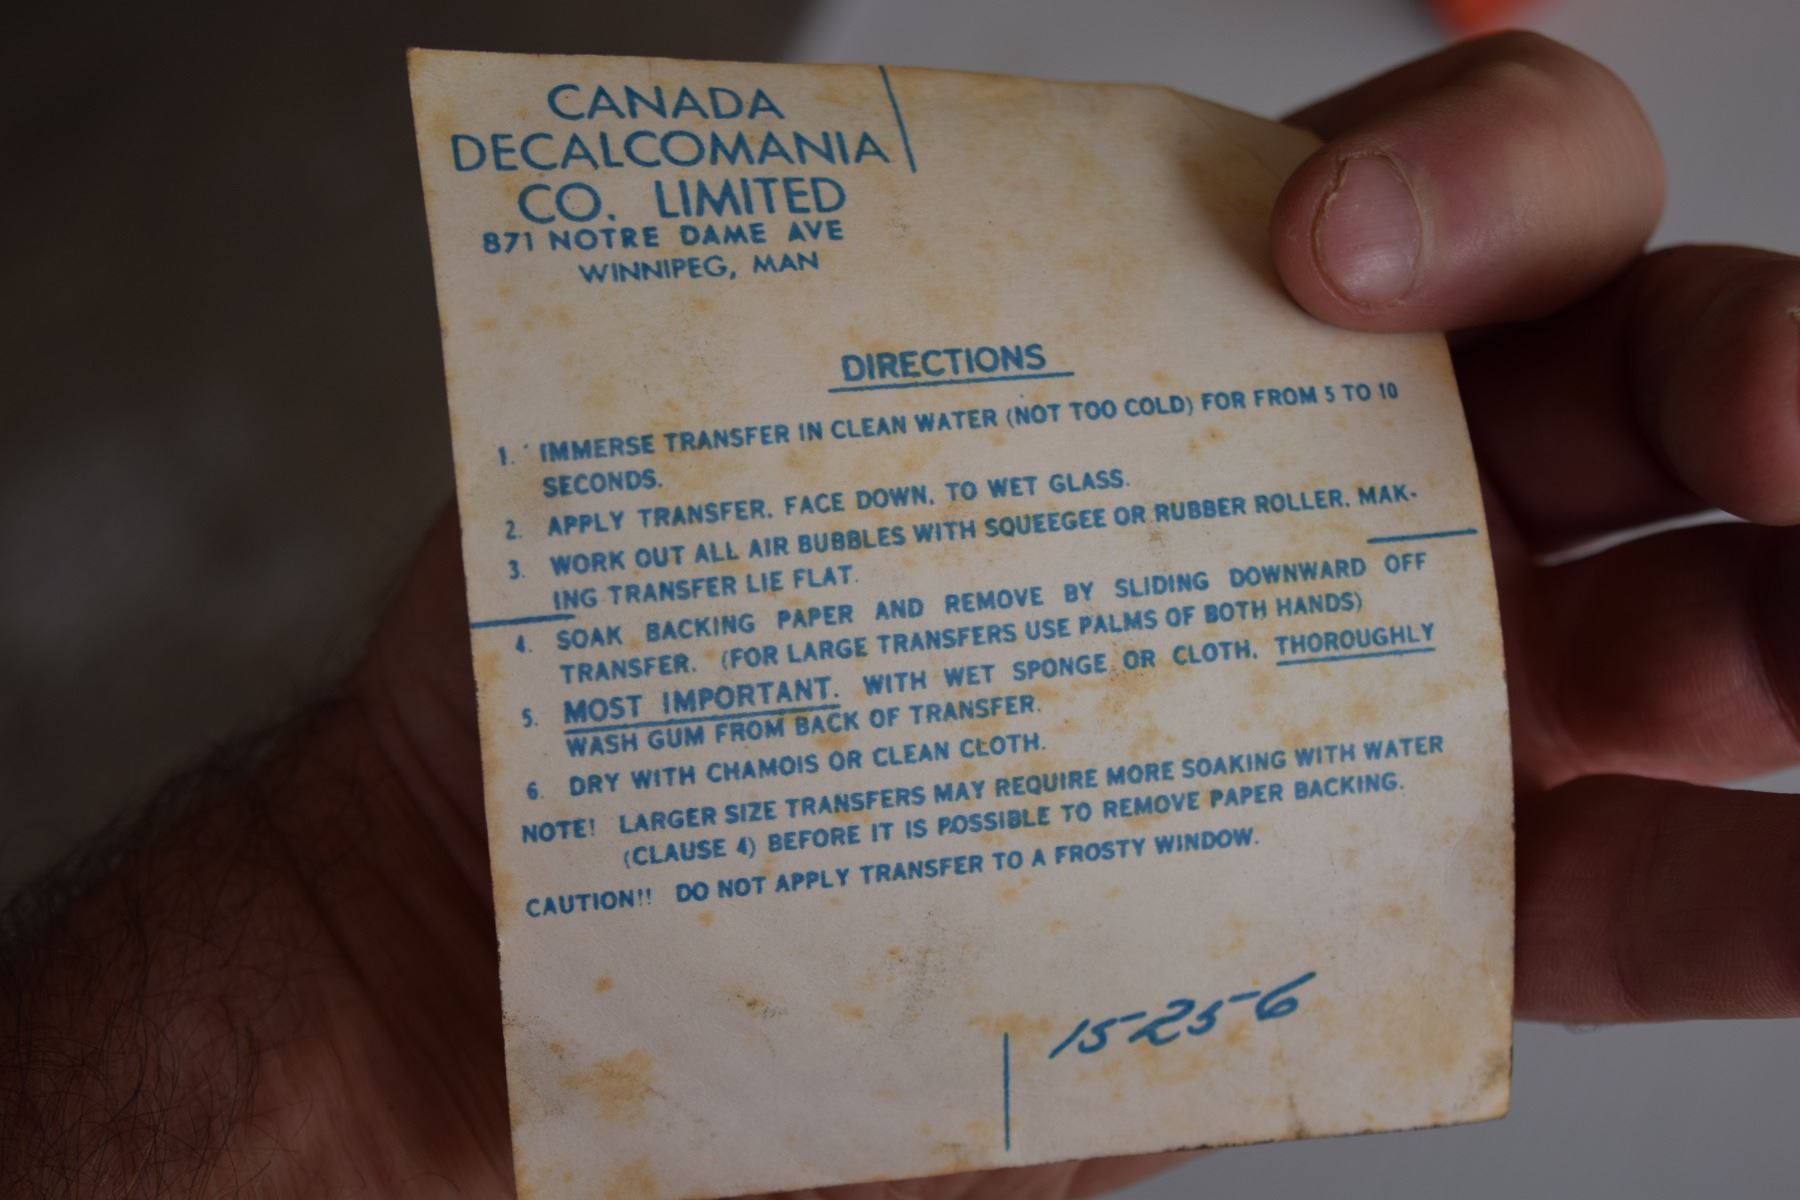 CANADA
DECALCOMANIA
CO. LIMITED
871 NOTRE DAME AVE
WINNIPEG, MAN
DIRECTIONS
1. IMMERSE TRANSFER IN CLEAN WATER (NOT TOO COLD) FOR FROM 5 TO 10
SECONDS.
2. APPLY TRANSFER, FACE DOWN, TO WET GLASS.
3. WORK OUT ALL AIR BUBBLES WITH SQUEEGEE OR RUBBER ROLLER, MAK-
ING TRANSFER LIE FLAT.
4. SOAK BACKING PAPER AND REMOVE BY SLIDING DOWNWARD OFF
TRANSFER. (FOR LARGE TRANSFERS USE PALMS OF BOTH HANDS)
5. MOST IMPORTANT. WITH WET SPONGE OR CLOTH, THOROUGHLY
WASH GUM FROM BACK OF TRANSFER.
6. DRY WITH CHAMOIS OR CLEAN CLOTH.
NOTE! LARGER SIZE TRANSFERS MAY REQUIRE MORE SOAKING WITH WATER
(CLAUSE 4) BEFORE IT IS POSSIBLE TO REMOVE PAPER BACKING.
CAUTION!! DO NOT APPLY TRANSFER TO A FROSTY WINDOW.
15-25-6